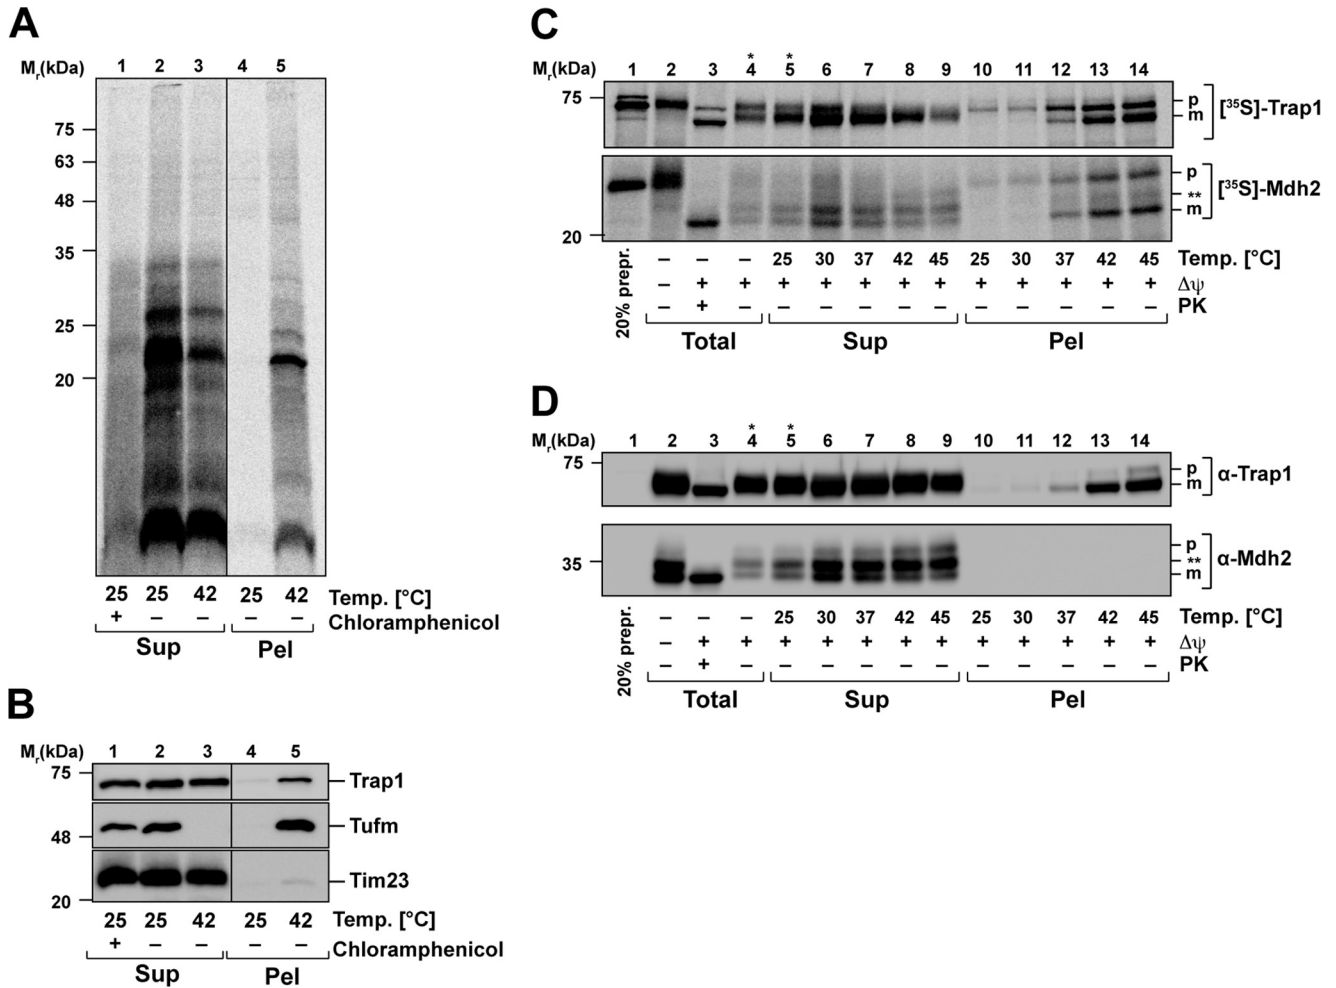 A
Mr(kDa) 1 2 3 4 5
75
63
48
35
25
20
25 25 42 25 42 Temp. [°C]
+ – – – – Chloramphenicol
Sup Pel
B
Mr(kDa) 1 2 3 4 5
75 Trap1
Tufm
48
Tim23
20
25 25 42 25 42 Temp. [°C]
+ – – – – Chloramphenicol
Sup Pel
C
* *
Mr(kDa) 1 2 3 4 5 6 7 8 9 10 11 12 13 14
75 p
m [³⁵S]-Trap1
p
** [³⁵S]-Mdh2
m
20
20% prepr.
– – – 25 30 37 42 45 25 30 37 42 45 Temp. [°C]
– + + + + + + + + + + + + Δψ
+ – – – – – – – – – – – PK
Total Sup Pel
D
* *
Mr(kDa) 1 2 3 4 5 6 7 8 9 10 11 12 13 14
75 p
m α-Trap1
p
35 ** α-Mdh2
m
20% prepr.
– – – 25 30 37 42 45 25 30 37 42 45 Temp. [°C]
– + + + + + + + + + + + + Δψ
– + – – – – – – – – – – – PK
Total Sup Pel